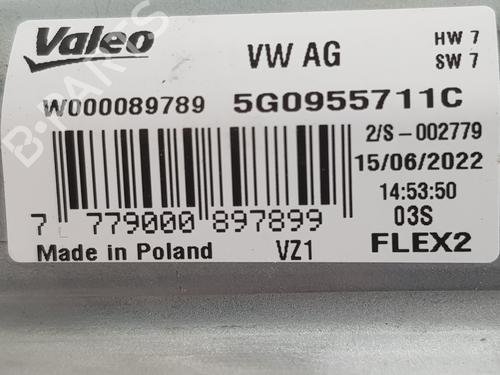 Valeo VW AG HW 7
SW 7
W000089789 5G0955711C
2/S-002779
15/06/2022
14:53:50
7 779000 897899 03S
Made in Poland VZ1 FLEX2
B-PARTS